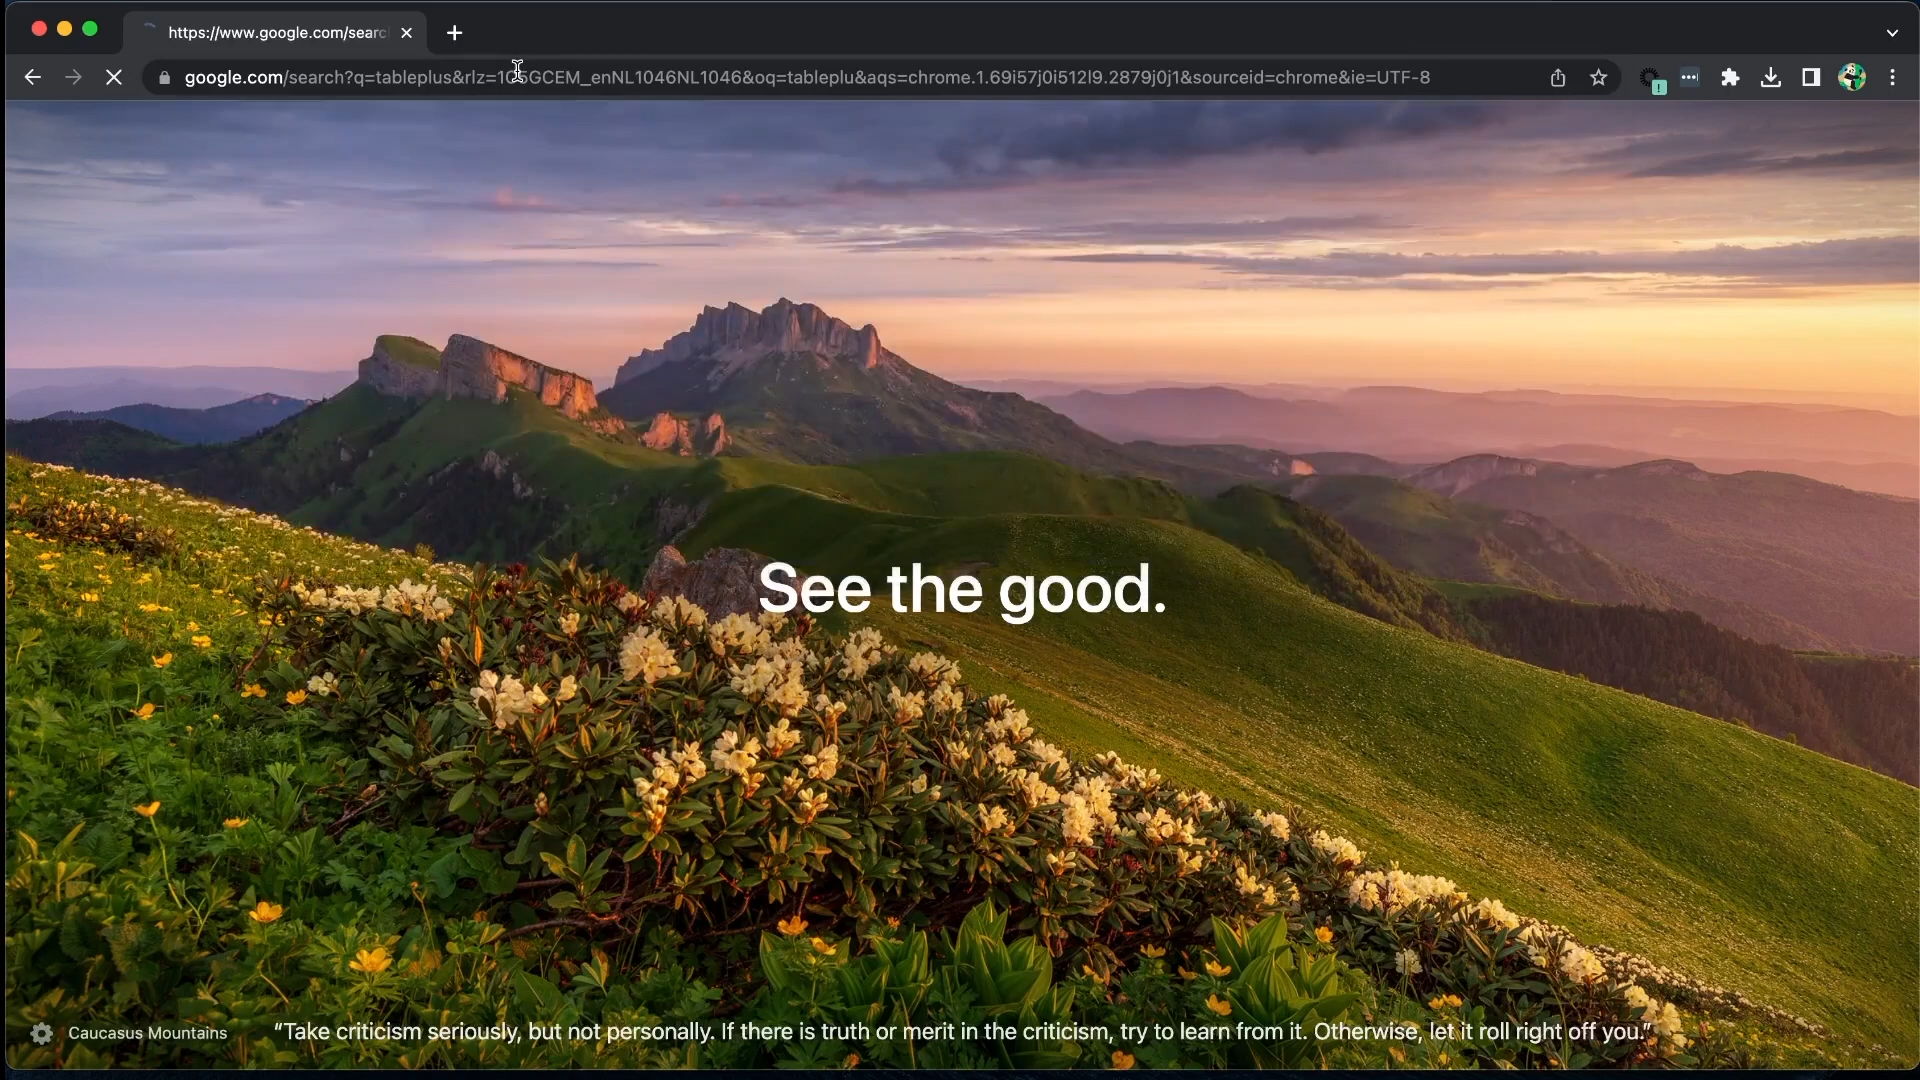 https://www.google.com/searc
google.com/search?q=tableplus&rlz=1C5GCEM_enNL1046NL1046&oq=tableplu&aqs=chrome.1.69i57j0i512l9.2879j0j1&sourceid=chrome&ie=UTF-8
See the good.
Caucasus Mountains
“Take criticism seriously, but not personally. If there is truth or merit in the criticism, try to learn from it. Otherwise, let it roll right off you.”